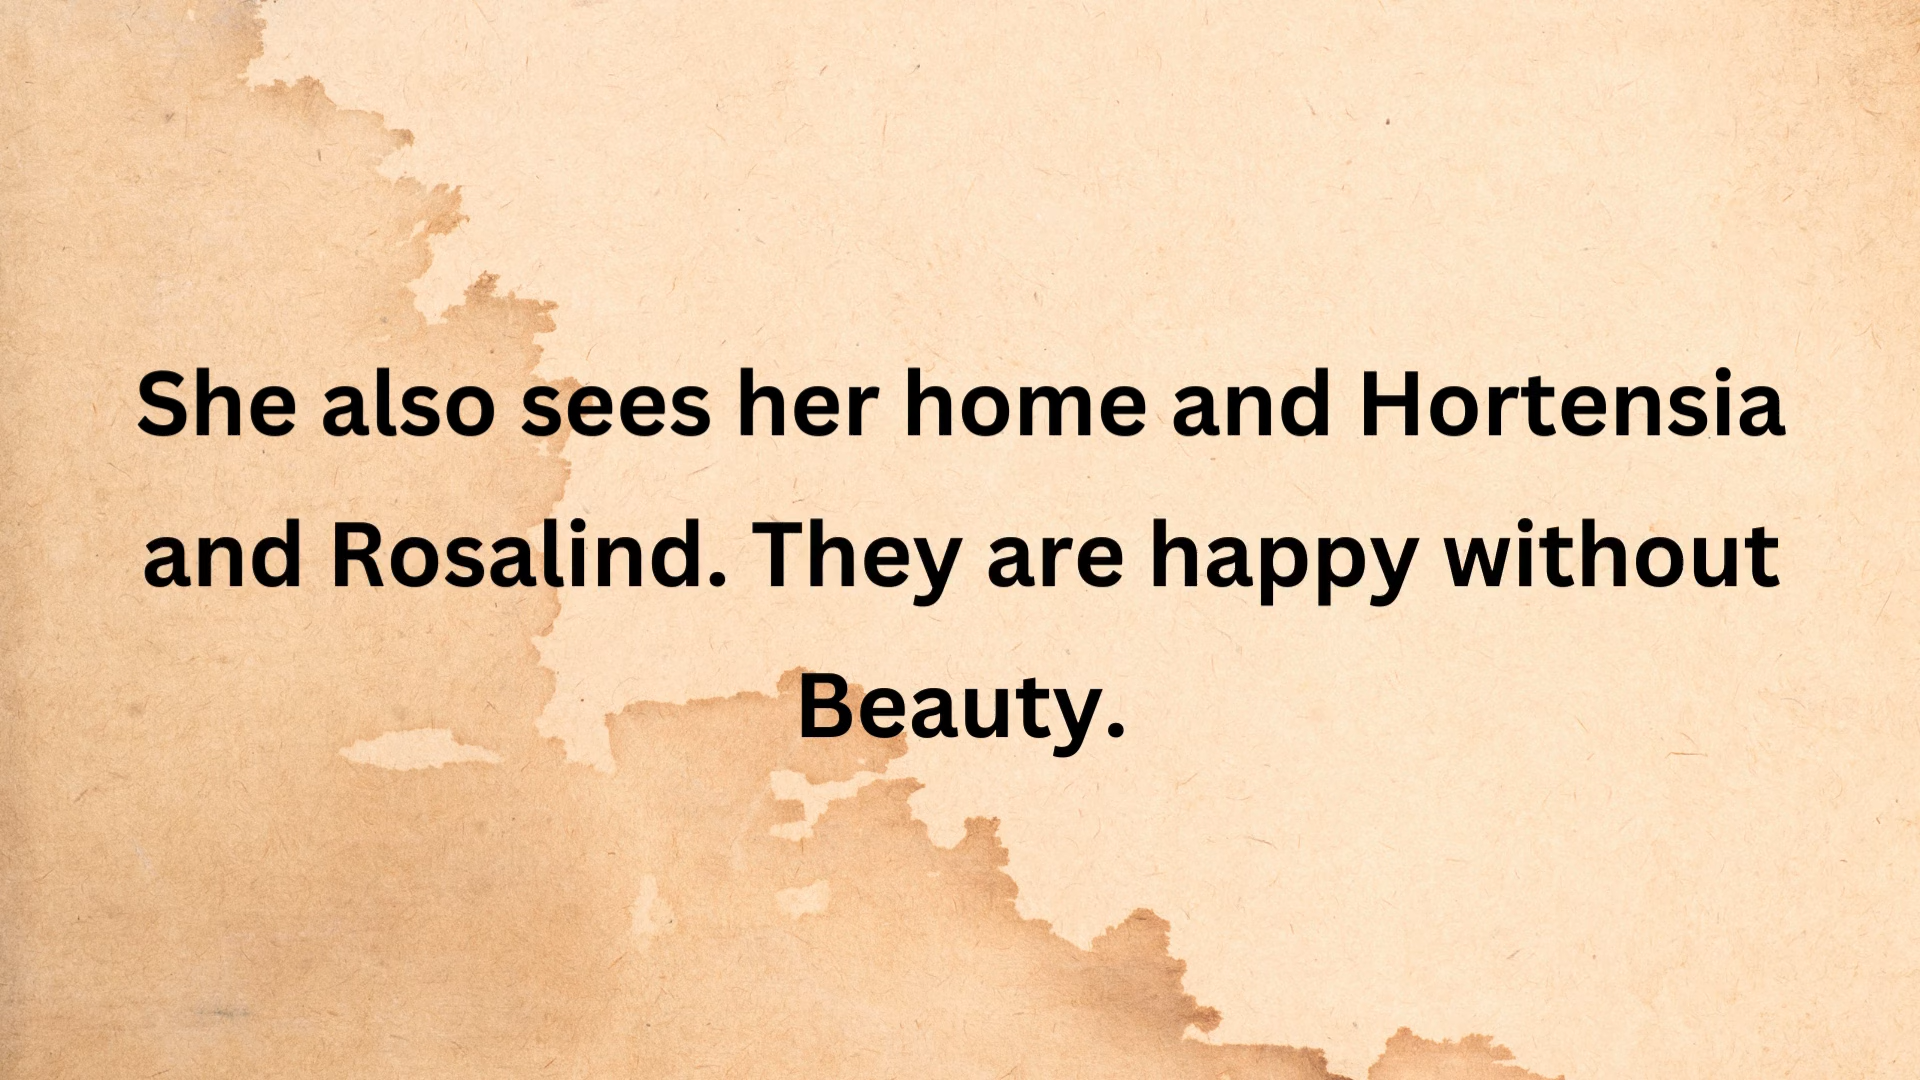 She also sees her home and Hortensia
and Rosalind. They are happy without
Beauty.